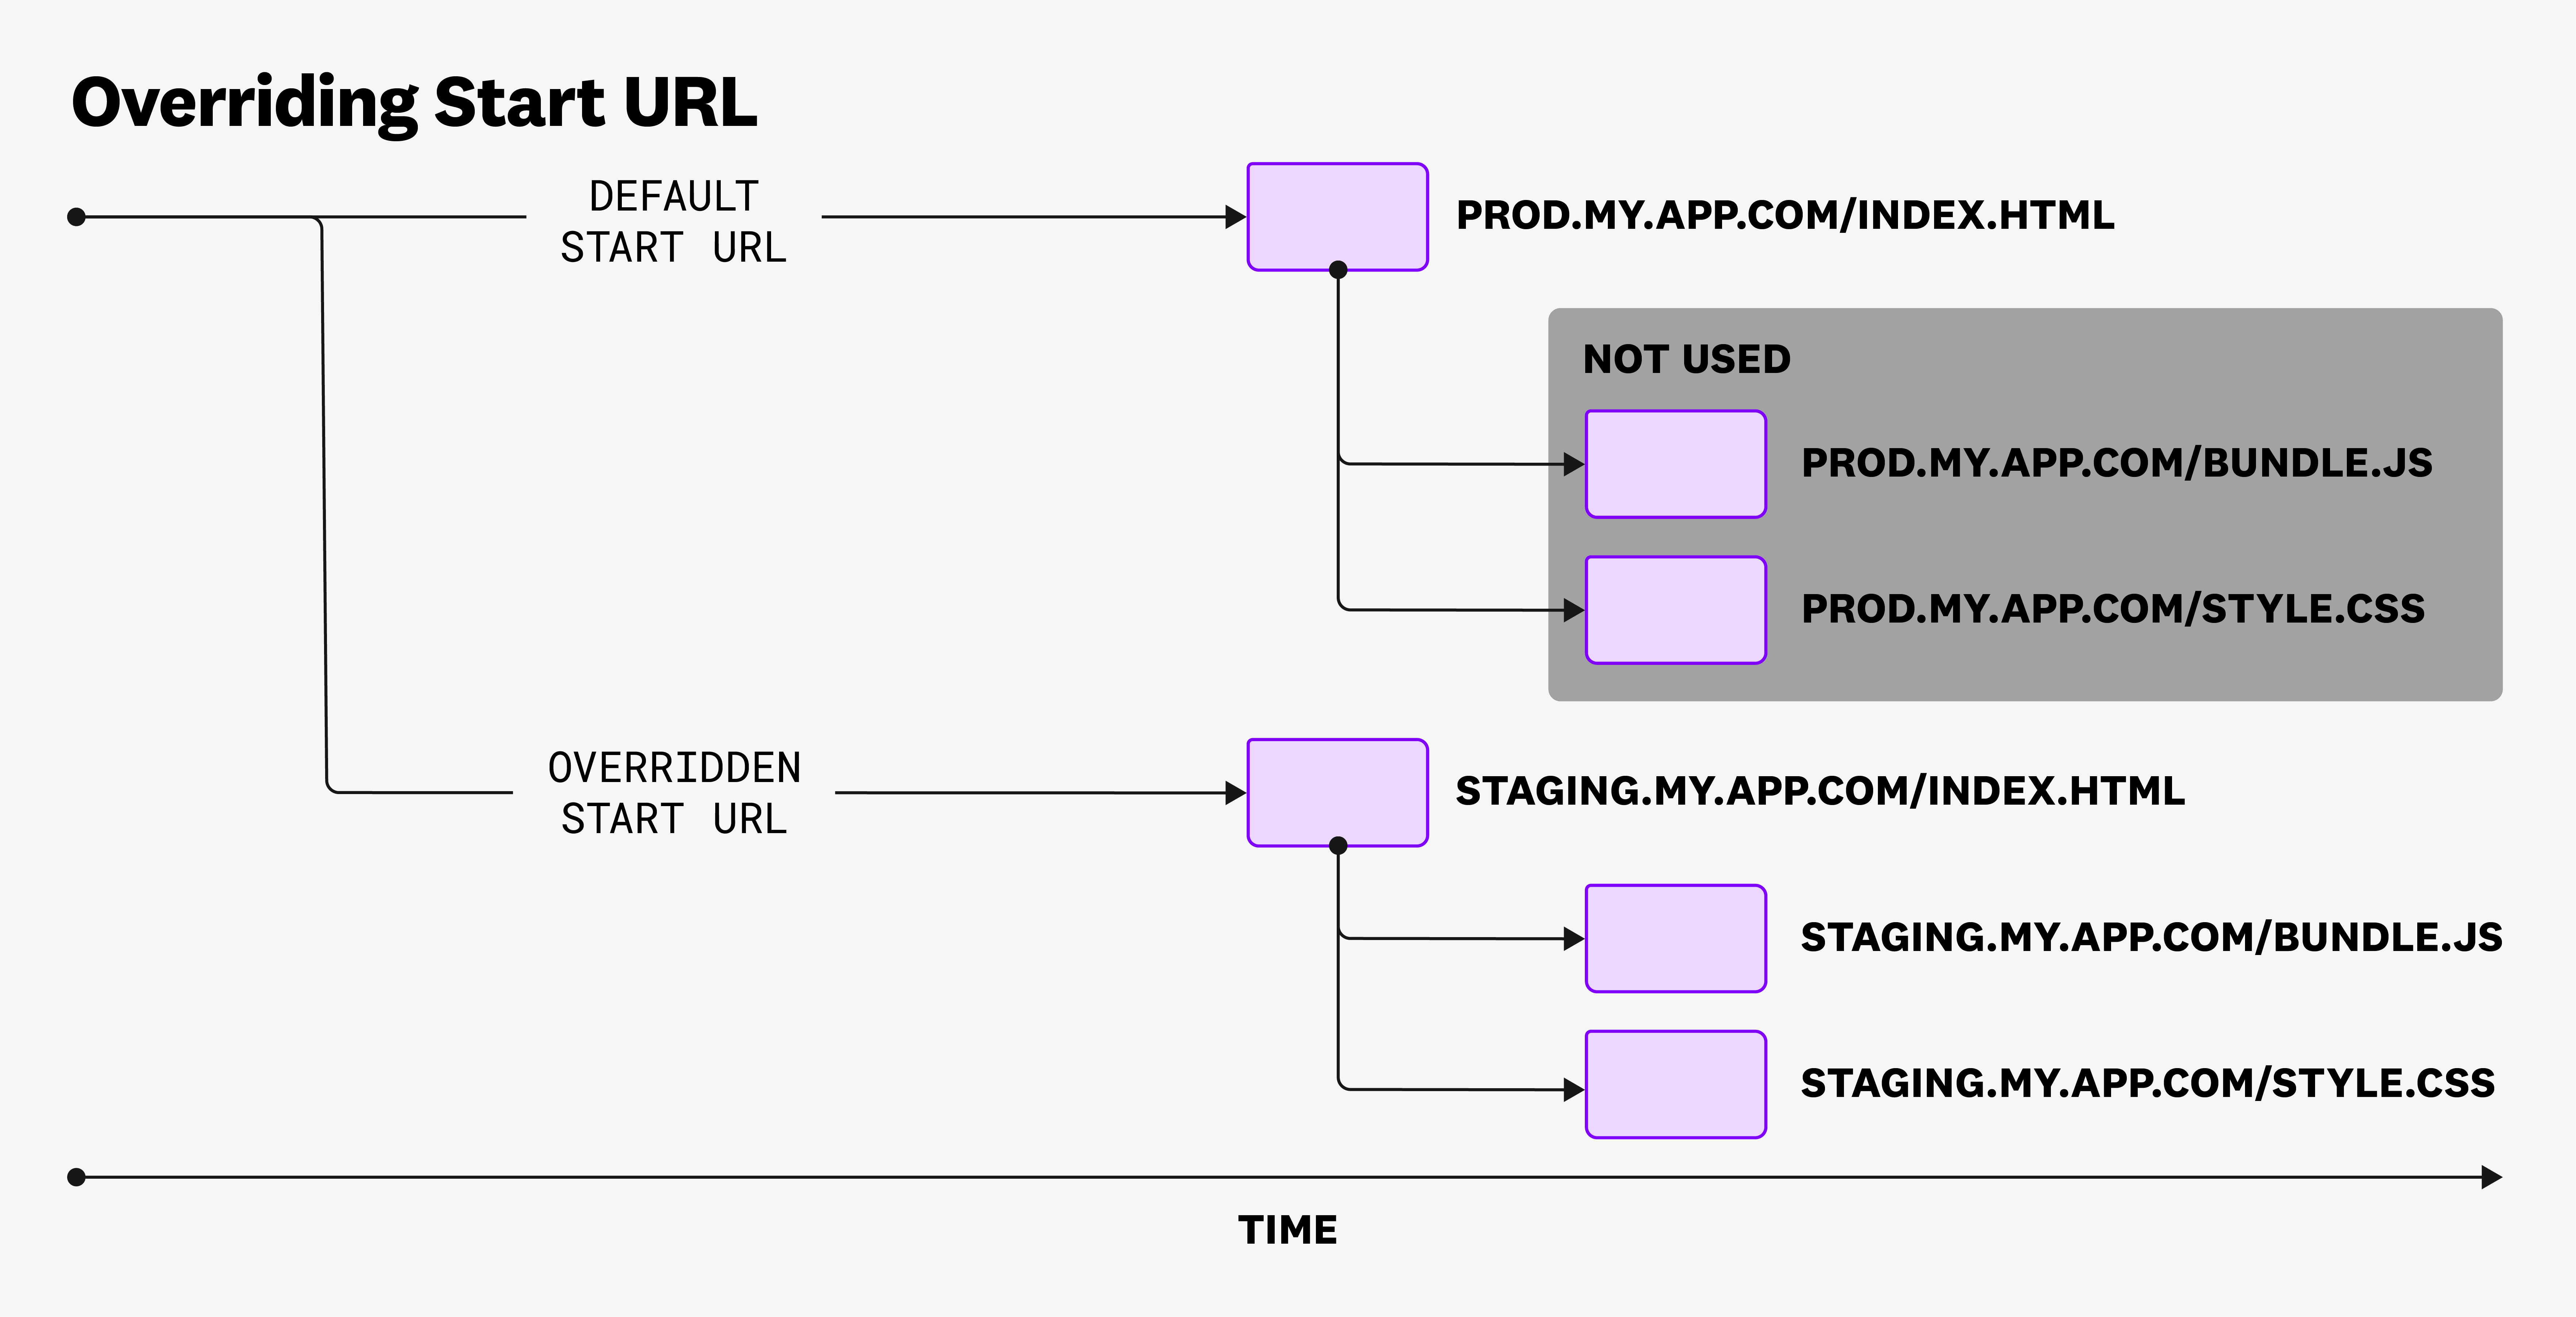 Overriding Start URL
DEFAULT
START URL
PROD.MY.APP.COM/INDEX.HTML
NOT USED
PROD.MY.APP.COM/BUNDLE.JS
PROD.MY.APP.COM/STYLE.CSS
OVERRIDDEN
START URL
STAGING.MY.APP.COM/INDEX.HTML
STAGING.MY.APP.COM/BUNDLE.JS
STAGING.MY.APP.COM/STYLE.CSS
TIME